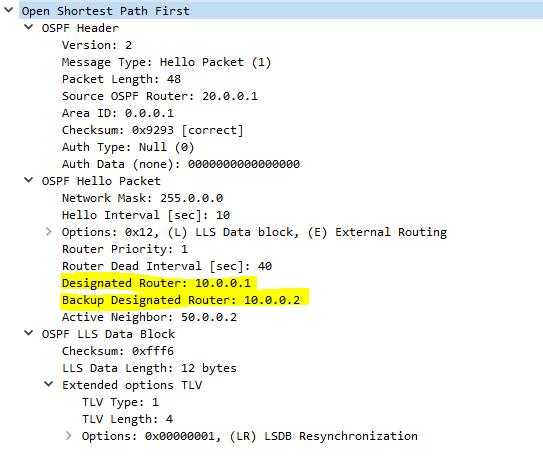 Open Shortest Path First
OSPF Header
Version: 2
Message Type: Hello Packet (1)
Packet Length: 48
Source OSPF Router: 20.0.0.1
Area ID: 0.0.0.1
Checksum: 0x9293 [correct]
Auth Type: Null (0)
Auth Data (none): 0000000000000000
OSPF Hello Packet
Network Mask: 255.0.0.0
Hello Interval [sec]: 10
Options: 0x12, (L) LLS Data block, (E) External Routing
Router Priority: 1
Router Dead Interval [sec]: 40
Designated Router: 10.0.0.1
Backup Designated Router: 10.0.0.2
Active Neighbor: 50.0.0.2
OSPF LLS Data Block
Checksum: 0xfff6
LLS Data Length: 12 bytes
Extended options TLV
TLV Type: 1
TLV Length: 4
Options: 0x00000001, (LR) LSDB Resynchronization